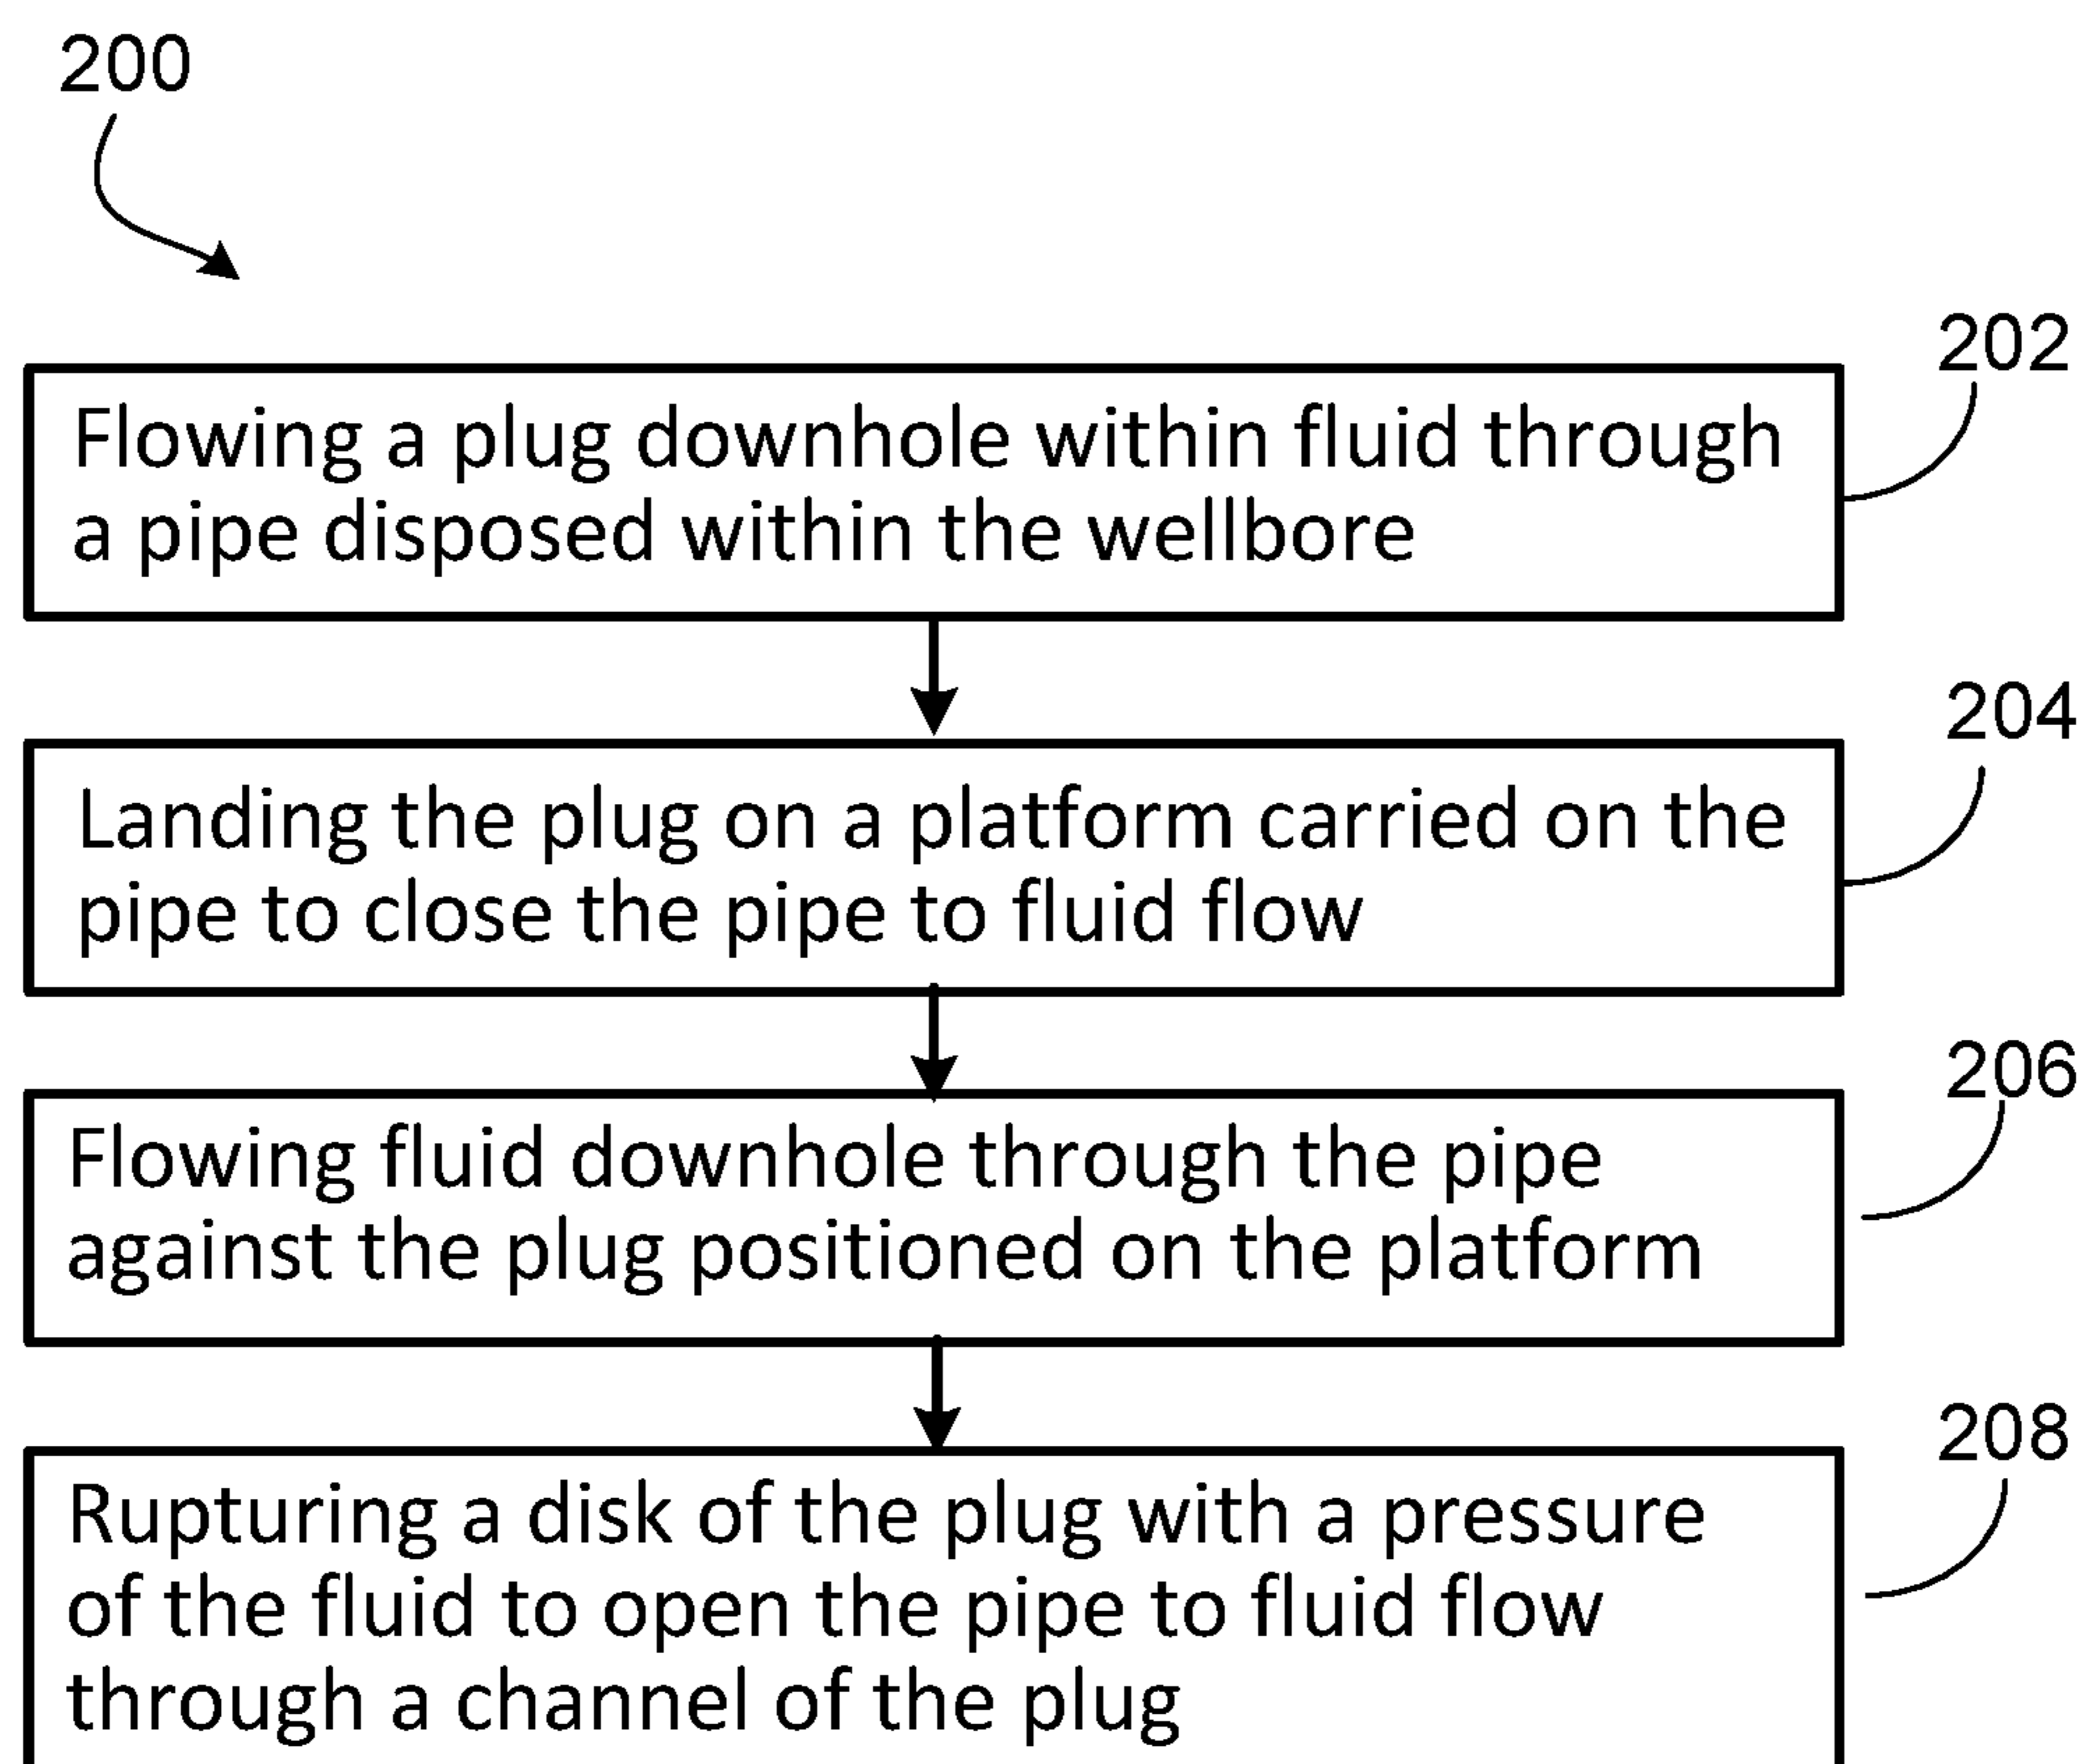 200
202
Flowing a plug downhole within fluid through
a pipe disposed within the wellbore
204
Landing the plug on a platform carried on the
pipe to close the pipe to fluid flow
206
Flowing fluid downhole through the pipe
against the plug positioned on the platform
208
Rupturing a disk of the plug with a pressure
of the fluid to open the pipe to fluid flow
through a channel of the plug